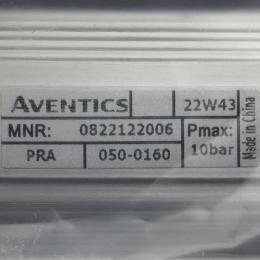 AVENTICS 22W43
MNR: 0822122006 Pmax:
PRA 050-0160 10bar
Made in China